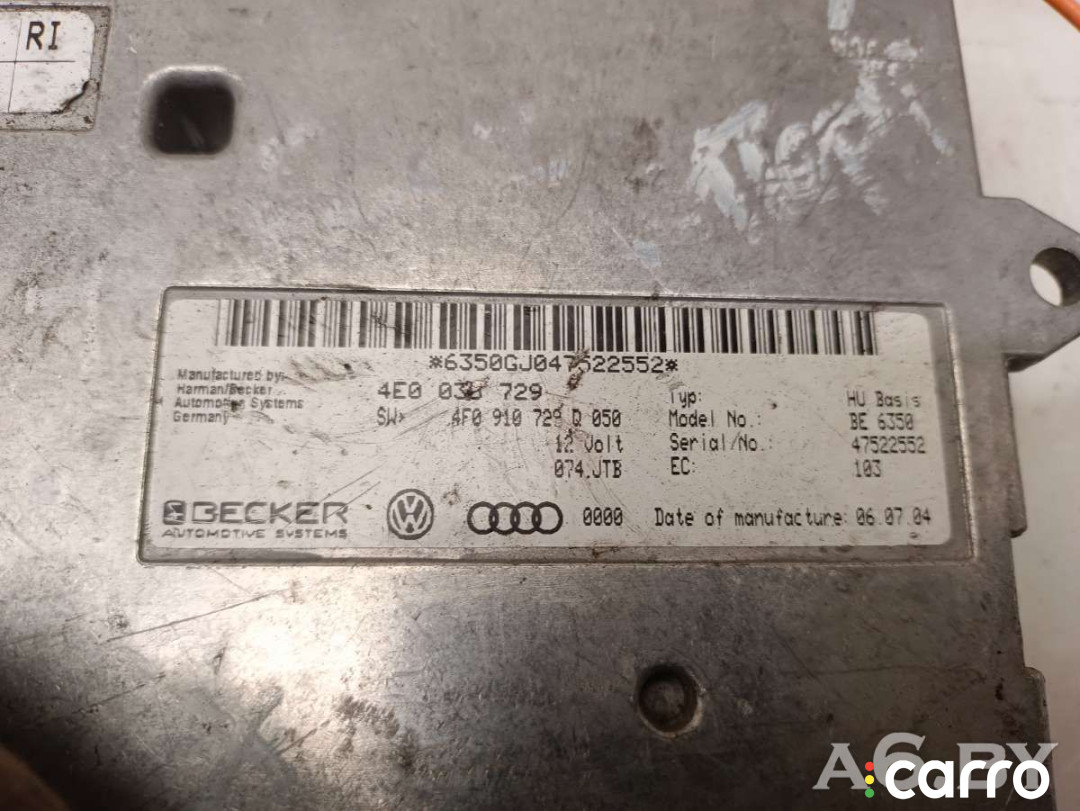 RI
*6350GJ047522552*
Manufactured by:
Harman/Becker
Automotive Systems
Germany
4E0 035 729
SW: 4F0 910 729 Q 050
12 Volt
074.JTB
Typ: HU Basis
Model No.: BE 6350
Serial/No.: 47522552
EC: 103
BECKER
AUTOMOTIVE SYSTEMS
0000 Date of manufacture: 06.07.04
A6.BY
carro